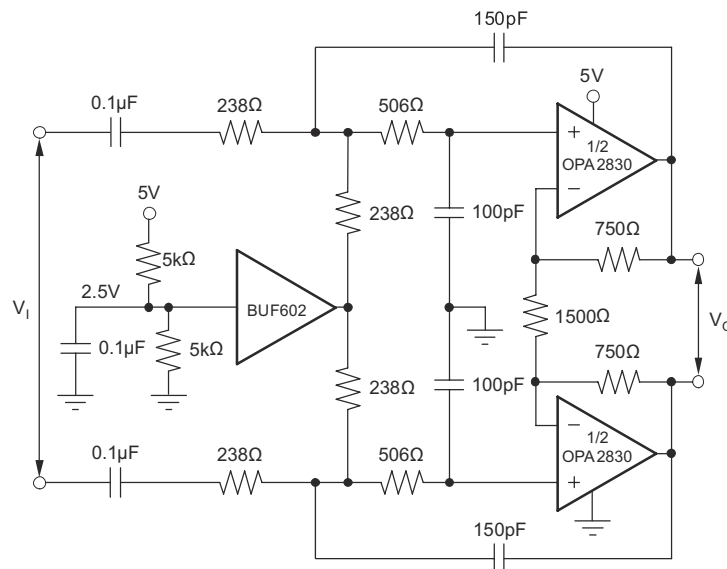 150pF
0.1µF
238Ω
506Ω
5V
+
1/2
OPA2830
−
5V
238Ω
100pF
750Ω
5kΩ
2.5V
BUF602
V_I
1500Ω
V_O
0.1µF
5kΩ
238Ω
100pF
750Ω
−
1/2
OPA2830
+
0.1µF
238Ω
506Ω
150pF